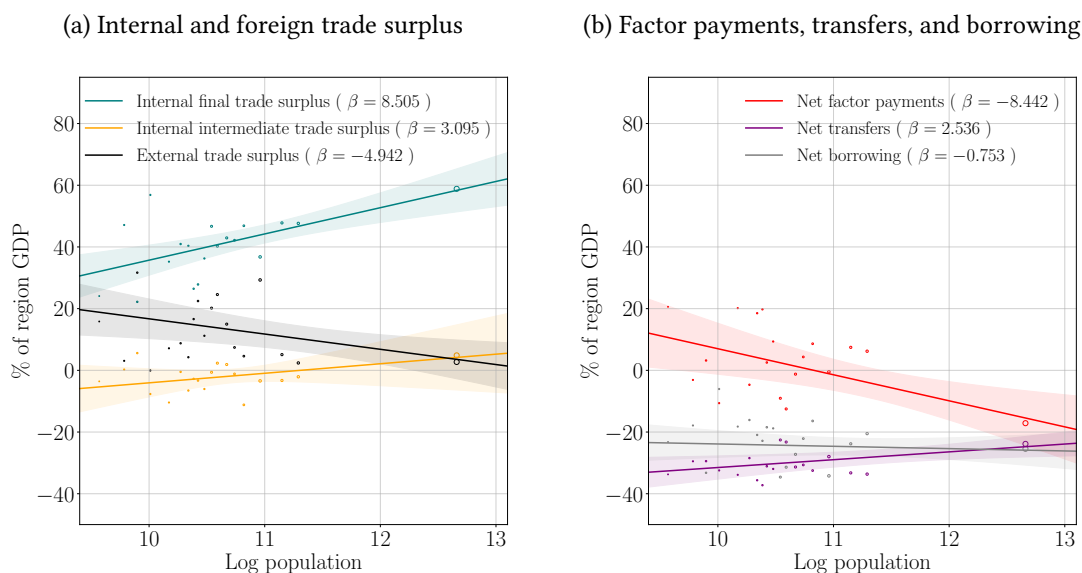 (a) Internal and foreign trade surplus
Internal final trade surplus ( β = 8.505 )
Internal intermediate trade surplus ( β = 3.095 )
External trade surplus ( β = −4.942 )
% of region GDP
80
60
40
20
0
−20
−40
10
11
12
13
Log population
(b) Factor payments, transfers, and borrowing
Net factor payments ( β = −8.442 )
Net transfers ( β = 2.536 )
Net borrowing ( β = −0.753 )
% of region GDP
80
60
40
20
0
−20
−40
10
11
12
13
Log population